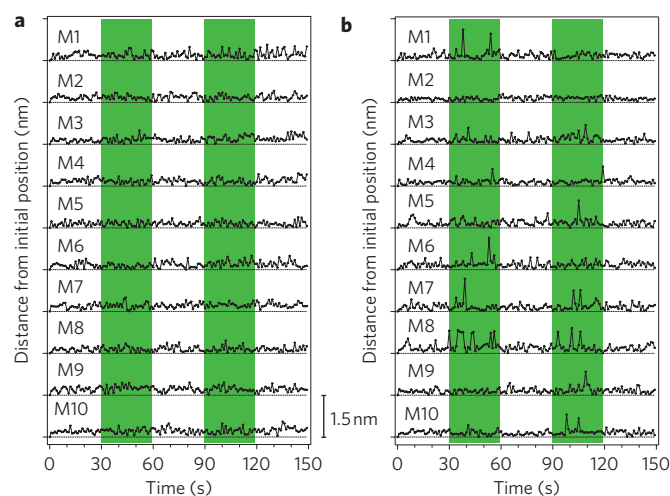 a
Distance from initial position (nm)
M1
M2
M3
M4
M5
M6
M7
M8
M9
M10
0 30 60 90 120 150
Time (s)
1.5 nm
b
Distance from initial position (nm)
M1
M2
M3
M4
M5
M6
M7
M8
M9
M10
0 30 60 90 120 150
Time (s)